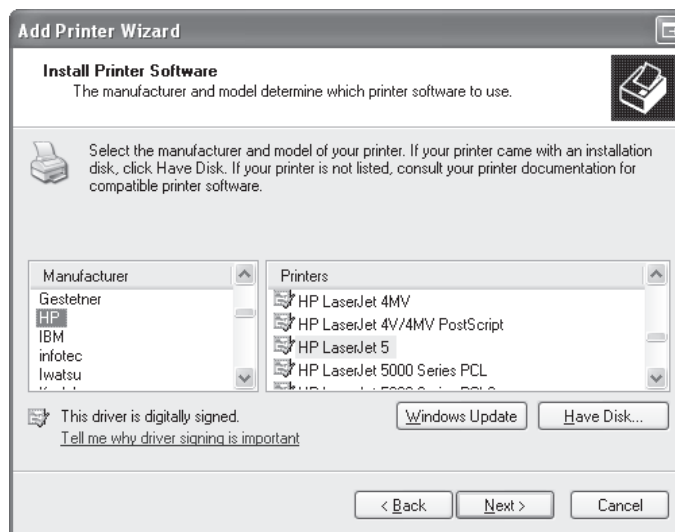 Add Printer Wizard
Install Printer Software
The manufacturer and model determine which printer software to use.
Select the manufacturer and model of your printer. If your printer came with an installation
disk, click Have Disk. If your printer is not listed, consult your printer documentation for
compatible printer software.
Manufacturer
Gestetner
HP
IBM
infotec
Iwatsu
Printers
HP LaserJet 4MV
HP LaserJet 4V/4MV PostScript
HP LaserJet 5
HP LaserJet 5000 Series PCL
This driver is digitally signed.
Tell me why driver signing is important
Windows Update
Have Disk...
< Back
Next >
Cancel